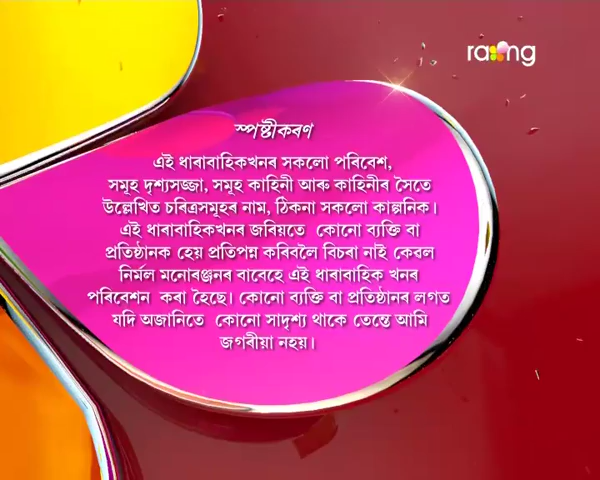 rang
স্পষ্টীকৰণ
এই ধাৰাবাহিকখনৰ সকলো পৰিবেশ,
সমূহ দৃশ্যসজ্জা, সমূহ কাহিনী আৰু কাহিনীৰ সৈতে
উল্লেখিত চৰিত্ৰসমূহৰ নাম, ঠিকনা সকলো কাল্পনিক।
এই ধাৰাবাহিকখনৰ জৰিয়তে কোনো ব্যক্তি বা
প্ৰতিষ্ঠানক হেয় প্ৰতিপন্ন কৰিবলৈ বিচৰা নাই কেৱল
নিৰ্মল মনোৰঞ্জনৰ বাবেহে এই ধাৰাবাহিক খনৰ
পৰিবেশন কৰা হৈছে। কোনো ব্যক্তি বা প্ৰতিষ্ঠানৰ লগত
যদি অজানিতে কোনো সাদৃশ্য থাকে তেন্তে আমি
জগৰীয়া নহয়।